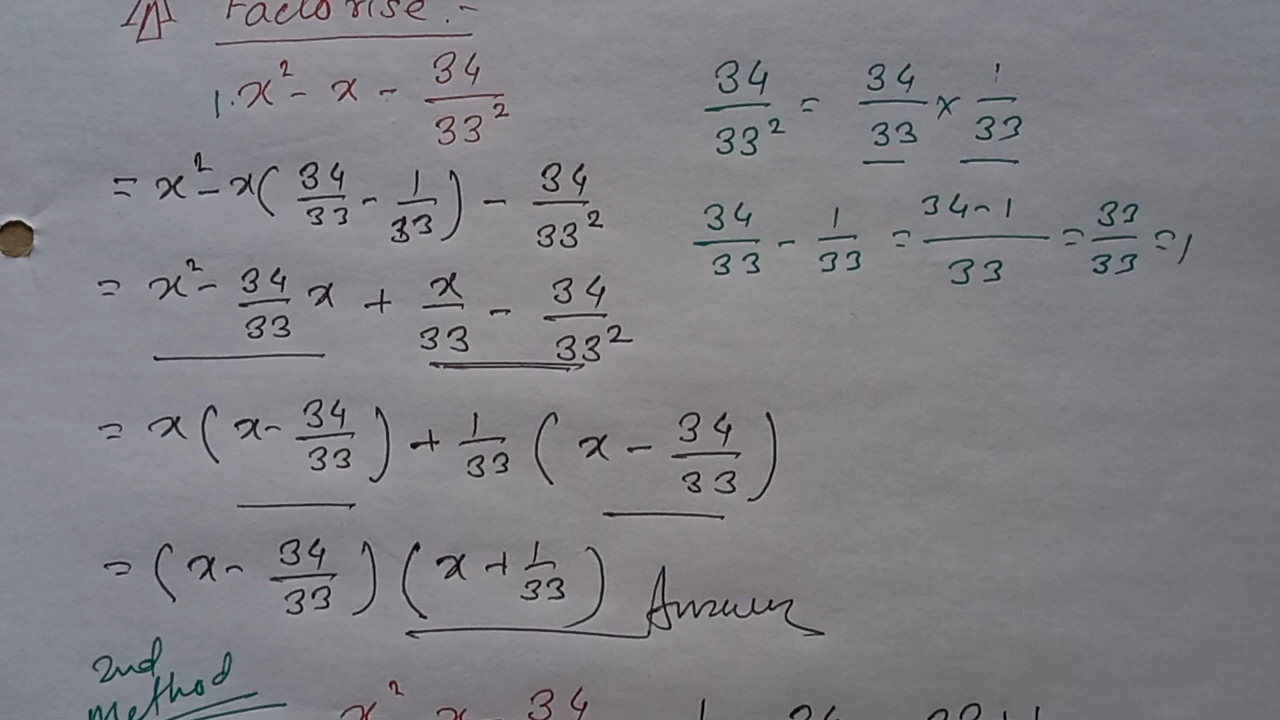 Factorise :-
1. x² - x - 34/33²
= x² - x(34/33 - 1/33) - 34/33²
= x² - 34/33 x + x/33 - 34/33²
= x(x - 34/33) + 1/33 (x - 34/33)
= (x - 34/33)(x + 1/33) Answer
34/33² = 34/33 × 1/33
34/33 - 1/33 = 34-1/33 = 33/33 = 1
2nd
Method
x² x 34